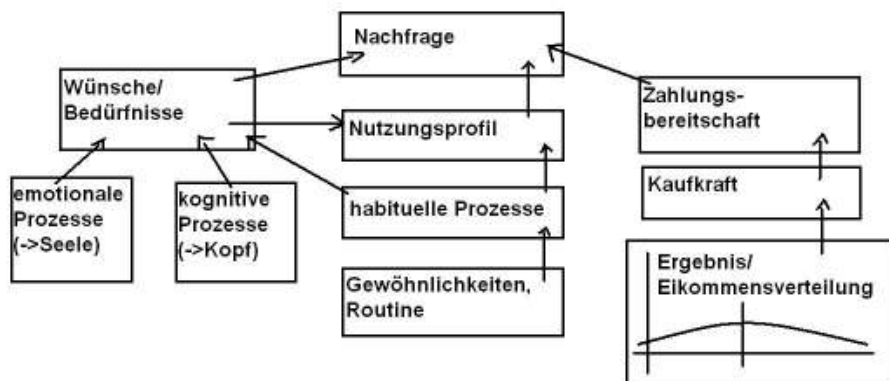 Nachfrage
Wünsche/
Bedürfnisse
Nutzungsprofil
Zahlungs-
bereitschaft
emotionale
Prozesse
(->Seele)
kognitive
Prozesse
(->Kopf)
habituelle Prozesse
Kaufkraft
Gewöhnlichkeiten,
Routine
Ergebnis/
Eikommensverteilung